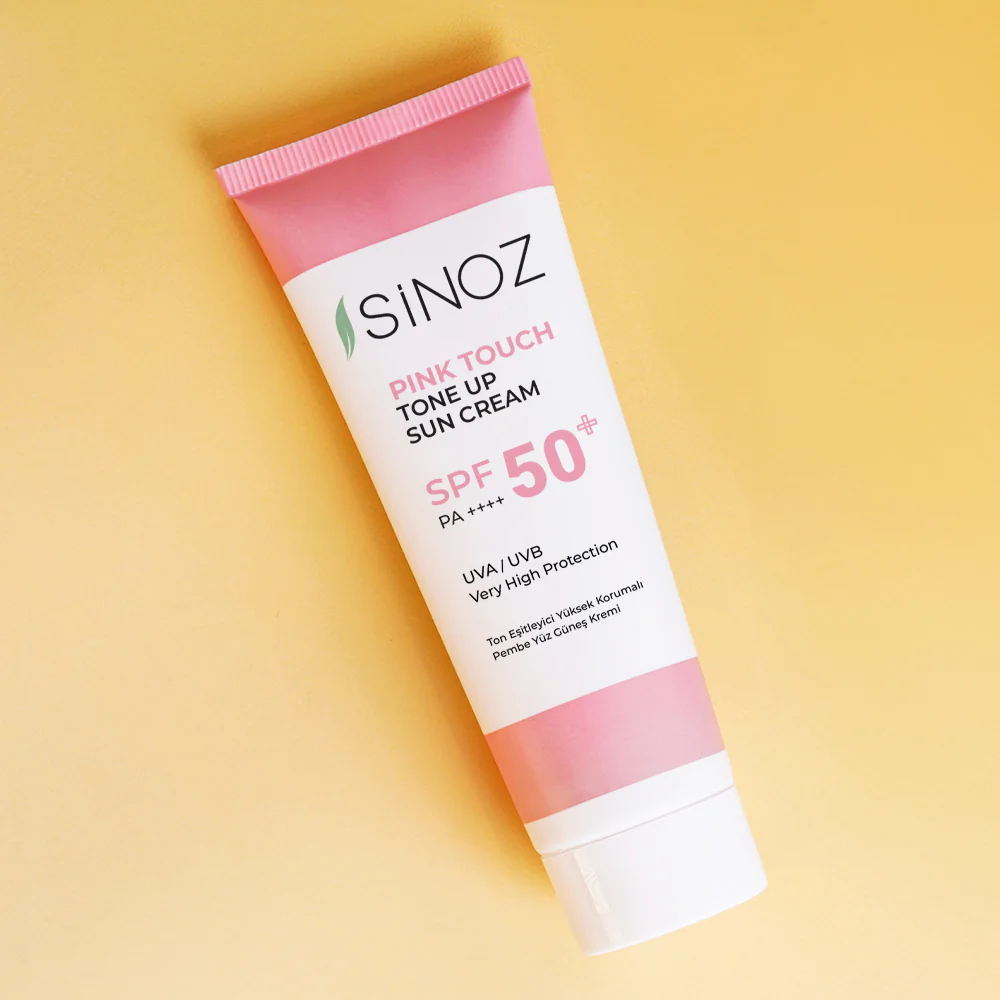 SiNOZ
PINK TOUCH
TONE UP
SUN CREAM
SPF 50+
PA ++++
UVA / UVB
Very High Protection
Ton Eşitleyici Yüksek Korumalı
Pembe Yüz Güneş Kremi